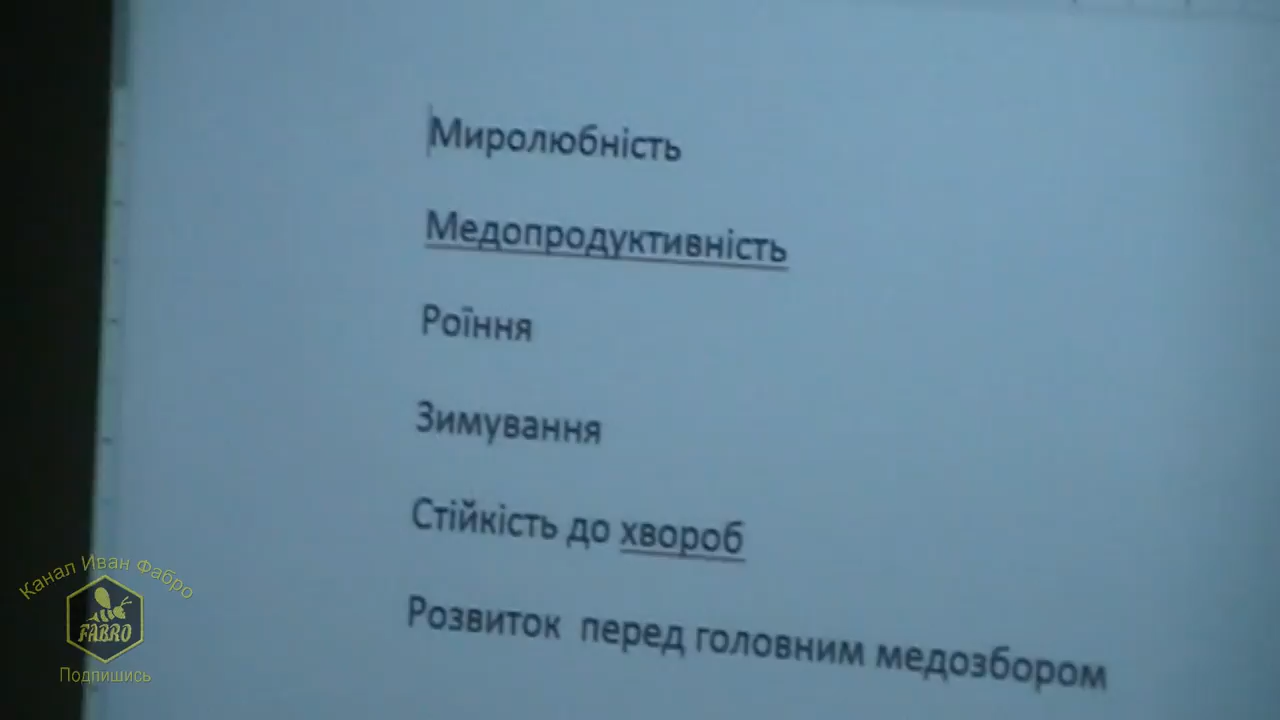 Миролюбність
Медопродуктивність
Роїння
Зимування
Стійкість до хвороб
Розвиток перед головним медозбором
Канал Иван Фабро
FABRO
Подпишись